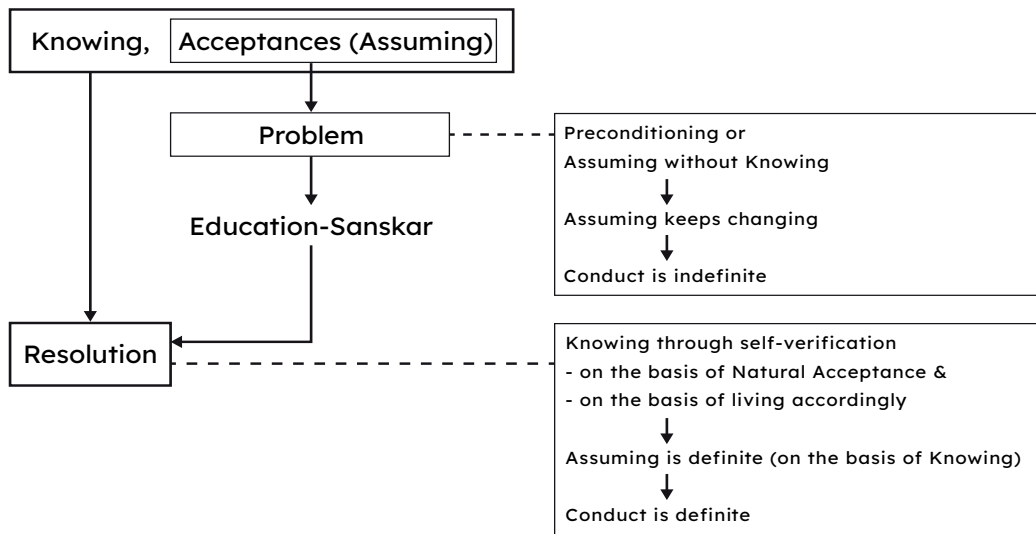 Knowing, Acceptances (Assuming)
Problem
Education-Sanskar
Resolution
Preconditioning or
Assuming without Knowing
Assuming keeps changing
Conduct is indefinite
Knowing through self-verification
- on the basis of Natural Acceptance &
- on the basis of living accordingly
Assuming is definite (on the basis of Knowing)
Conduct is definite